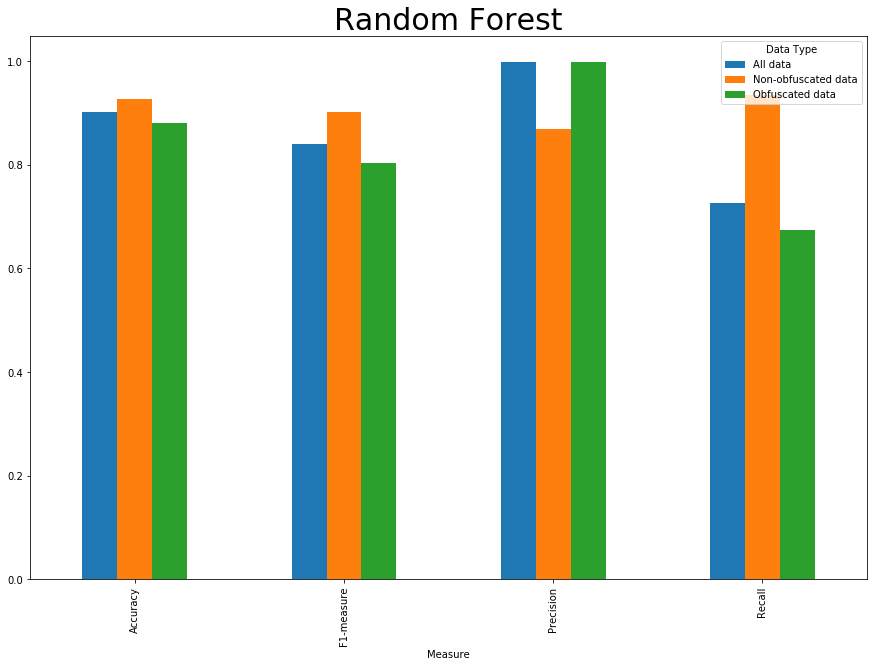 Random Forest
Data Type
All data
Non-obfuscated data
Obfuscated data
1.0
0.8
0.6
0.4
0.2
0.0
Accuracy
F1-measure
Precision
Recall
Measure